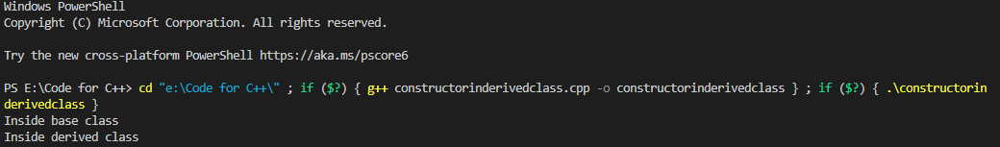 Windows PowerShell
Copyright (C) Microsoft Corporation. All rights reserved.
Try the new cross-platform PowerShell https://aka.ms/pscore6
PS E:\Code for C++> cd "e:\Code for C++\" ; if ($?) { g++ constructorinderivedclass.cpp -o constructorinderivedclass } ; if ($?) { .\constructorin
derivedclass }
Inside base class
Inside derived class